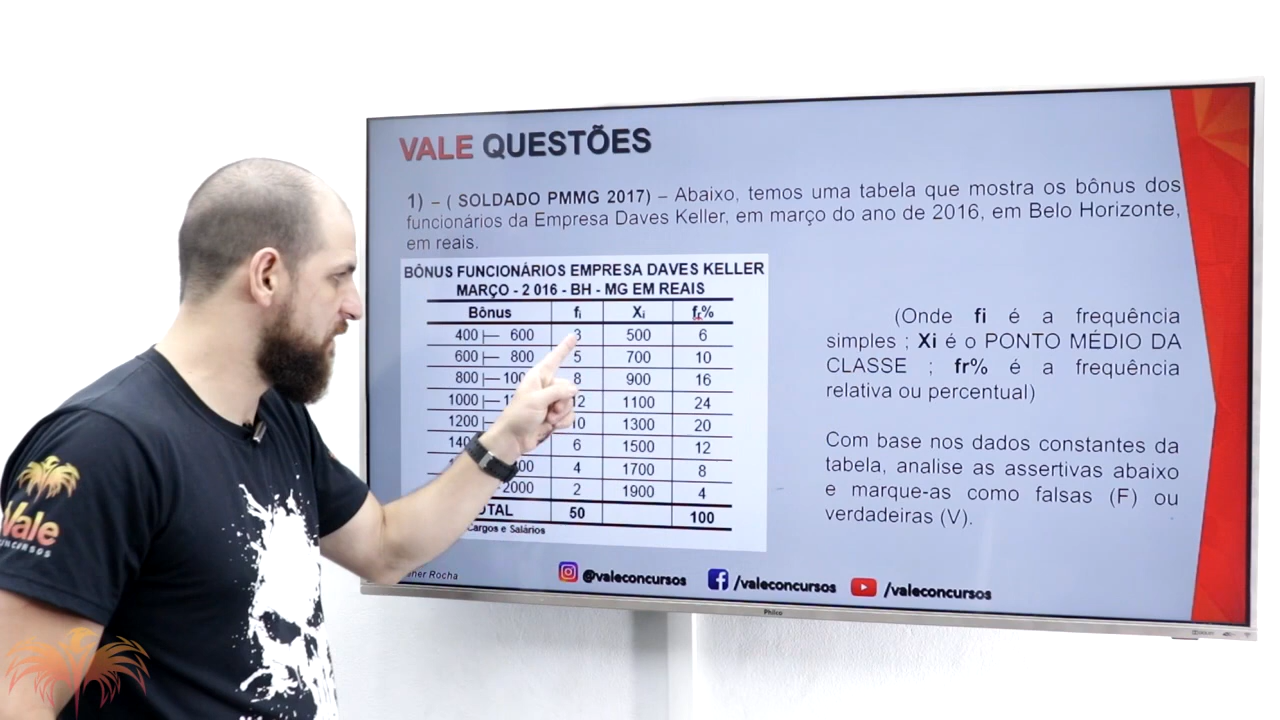 VALE QUESTÕES
1) – ( SOLDADO PMMG 2017) – Abaixo, temos uma tabela que mostra os bônus dos
funcionários da Empresa Daves Keller, em março do ano de 2016, em Belo Horizonte,
em reais.
BÔNUS FUNCIONÁRIOS EMPRESA DAVES KELLER
MARÇO - 2 016 - BH - MG EM REAIS
Bônus fi Xi fr%
400 |— 600 3 500 6
600 |— 800 5 700 10
800 |— 8 900 16
1000 |— 12 1100 24
1200 |— 10 1300 20
6 1500 12
4 1700 8
2000 2 1900 4
50 100
Cargos e Salários
(Onde fi é a frequência
simples ; Xi é o PONTO MÉDIO DA
CLASSE ; fr% é a frequência
relativa ou percentual)
Com base nos dados constantes da
tabela, analise as assertivas abaixo
e marque-as como falsas (F) ou
verdadeiras (V).
Rocha
@valeconcursos /valeconcursos /valeconcursos
Philco
Vale
CONCURSOS